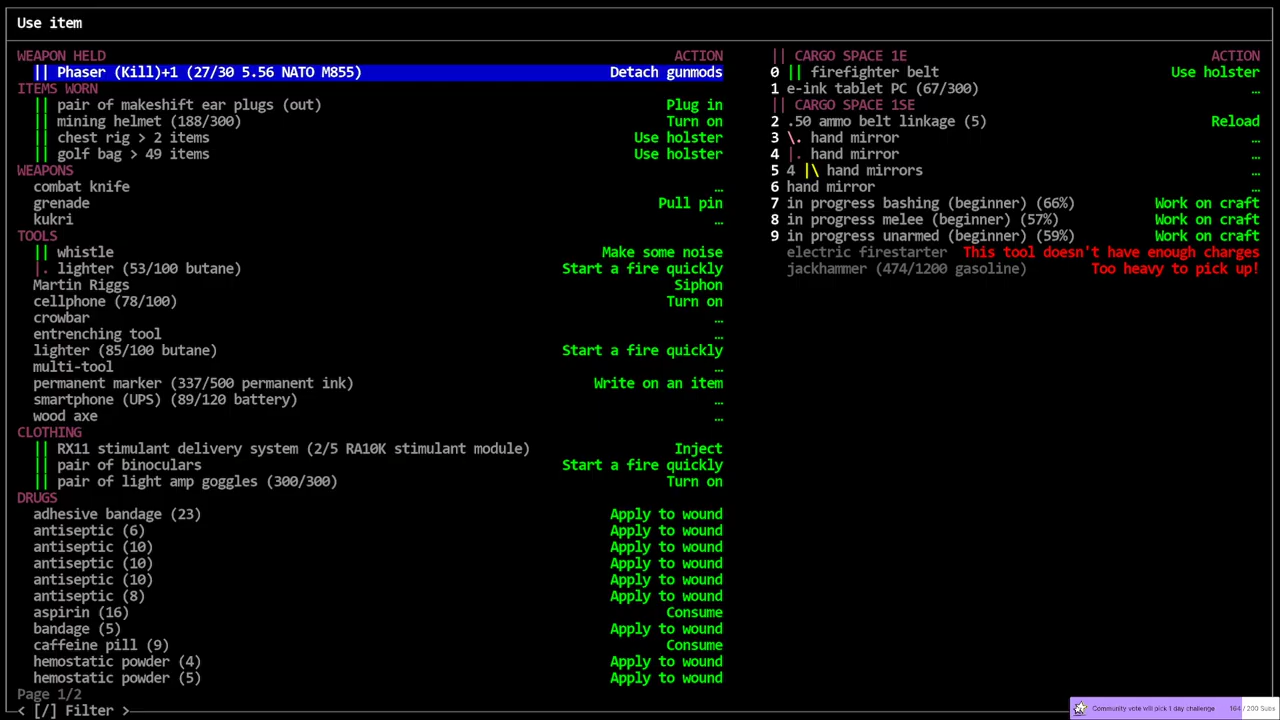 Use item
WEAPON HELD ACTION
|| Phaser (Kill)+1 (27/30 5.56 NATO M855) Detach gunmods
ITEMS WORN
|| pair of makeshift ear plugs (out) Plug in
|| mining helmet (188/300) Turn on
|| chest rig > 2 items Use holster
|| golf bag > 49 items Use holster
WEAPONS
combat knife …
grenade Pull pin
kukri …
TOOLS
|| whistle Make some noise
|. lighter (53/100 butane) Start a fire quickly
Martin Riggs Siphon
cellphone (78/100) Turn on
crowbar …
entrenching tool …
lighter (85/100 butane) Start a fire quickly
multi-tool …
permanent marker (337/500 permanent ink) Write on an item
smartphone (UPS) (89/120 battery) …
wood axe …
CLOTHING
|| RX11 stimulant delivery system (2/5 RA10K stimulant module) Inject
|| pair of binoculars Start a fire quickly
|| pair of light amp goggles (300/300) Turn on
DRUGS
adhesive bandage (23) Apply to wound
antiseptic (6) Apply to wound
antiseptic (10) Apply to wound
antiseptic (10) Apply to wound
antiseptic (10) Apply to wound
antiseptic (8) Apply to wound
aspirin (16) Consume
bandage (5) Apply to wound
caffeine pill (9) Consume
hemostatic powder (4) Apply to wound
hemostatic powder (5) Apply to wound
Page 1/2
< [/] Filter >
|| CARGO SPACE 1E ACTION
0 || firefighter belt Use holster
1 e-ink tablet PC (67/300) …
|| CARGO SPACE 1SE
2 .50 ammo belt linkage (5) Reload
3 \. hand mirror …
4 |. hand mirror …
5 4 |\ hand mirrors …
6 hand mirror …
7 in progress bashing (beginner) (66%) Work on craft
8 in progress melee (beginner) (57%) Work on craft
9 in progress unarmed (beginner) (59%) Work on craft
electric firestarter This tool doesn't have enough charges
jackhammer (474/1200 gasoline) Too heavy to pick up!
Community vote will pick 1 day challenge 164 / 200 Subs